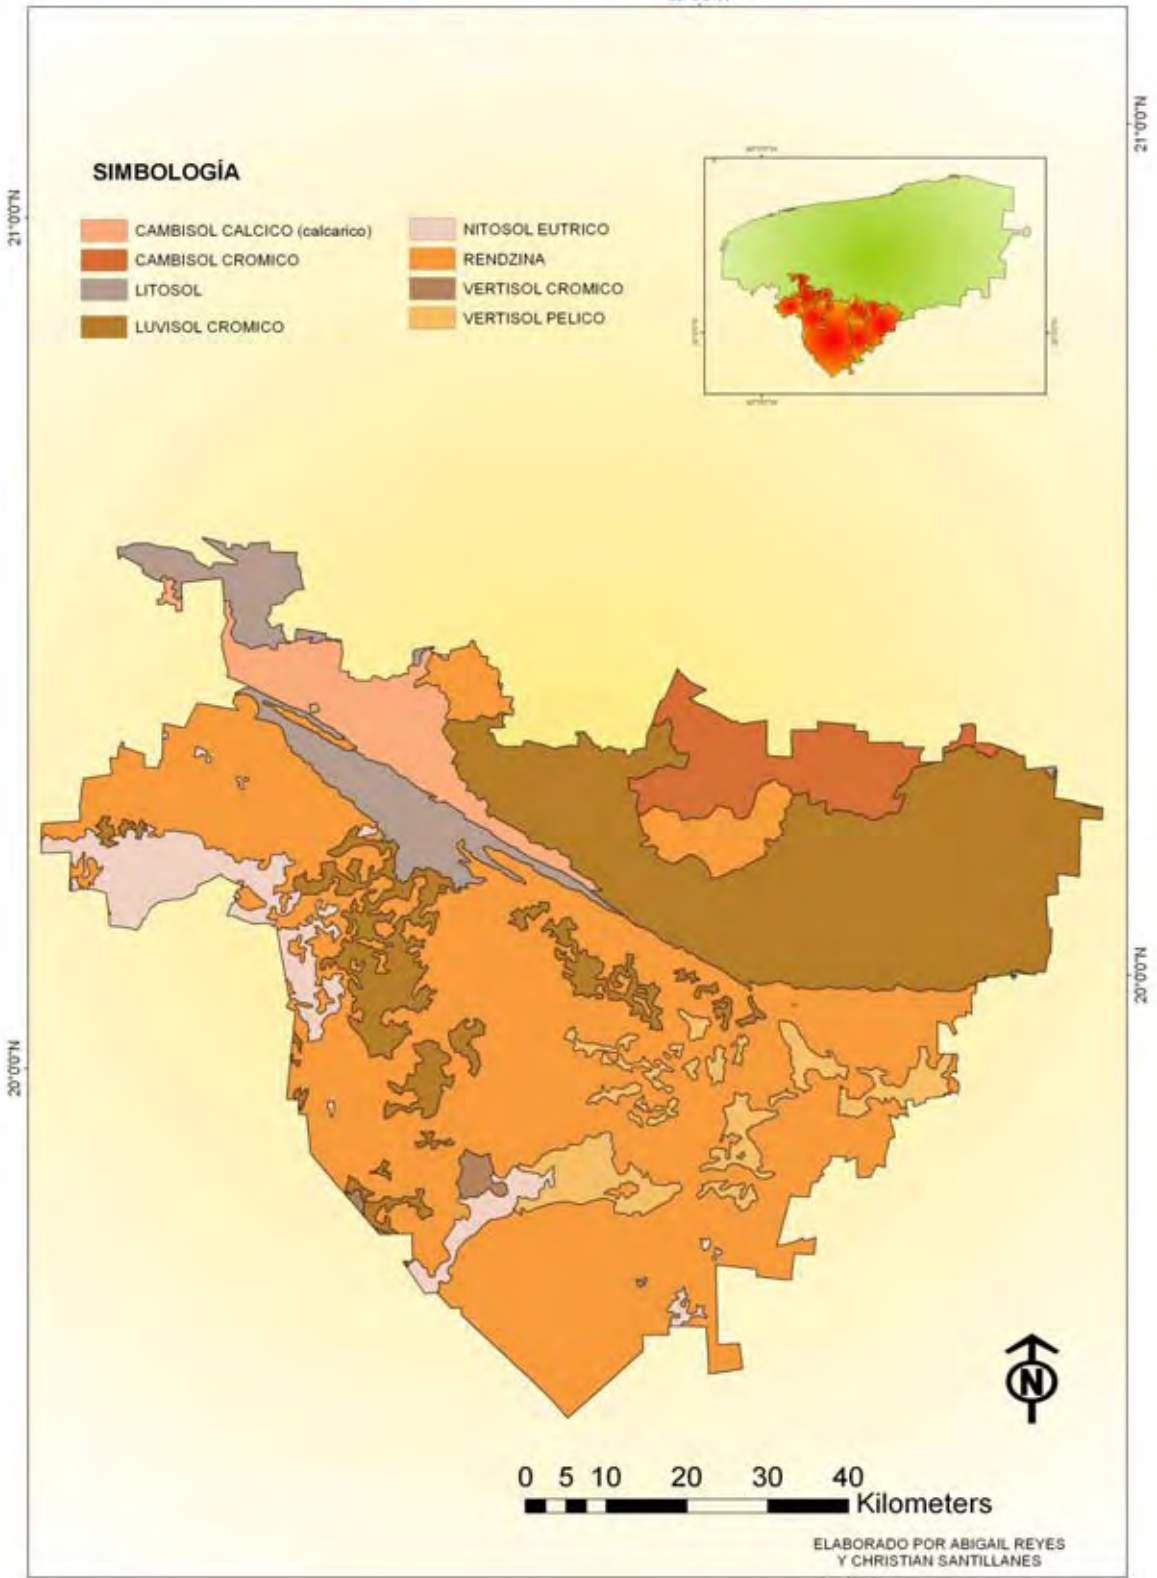 SIMBOLOGÍA
CAMBISOL CALCICO (calcarico)
CAMBISOL CROMICO
LITOSOL
LUVISOL CROMICO
NITOSOL EUTRICO
RENDZINA
VERTISOL CROMICO
VERTISOL PELICO
21°0'0"N
21°0'0"N
20°0'0"N
20°0'0"N
N
0 5 10 20 30 40
Kilometers
ELABORADO POR ABIGAIL REYES
Y CHRISTIAN SANTILLANES